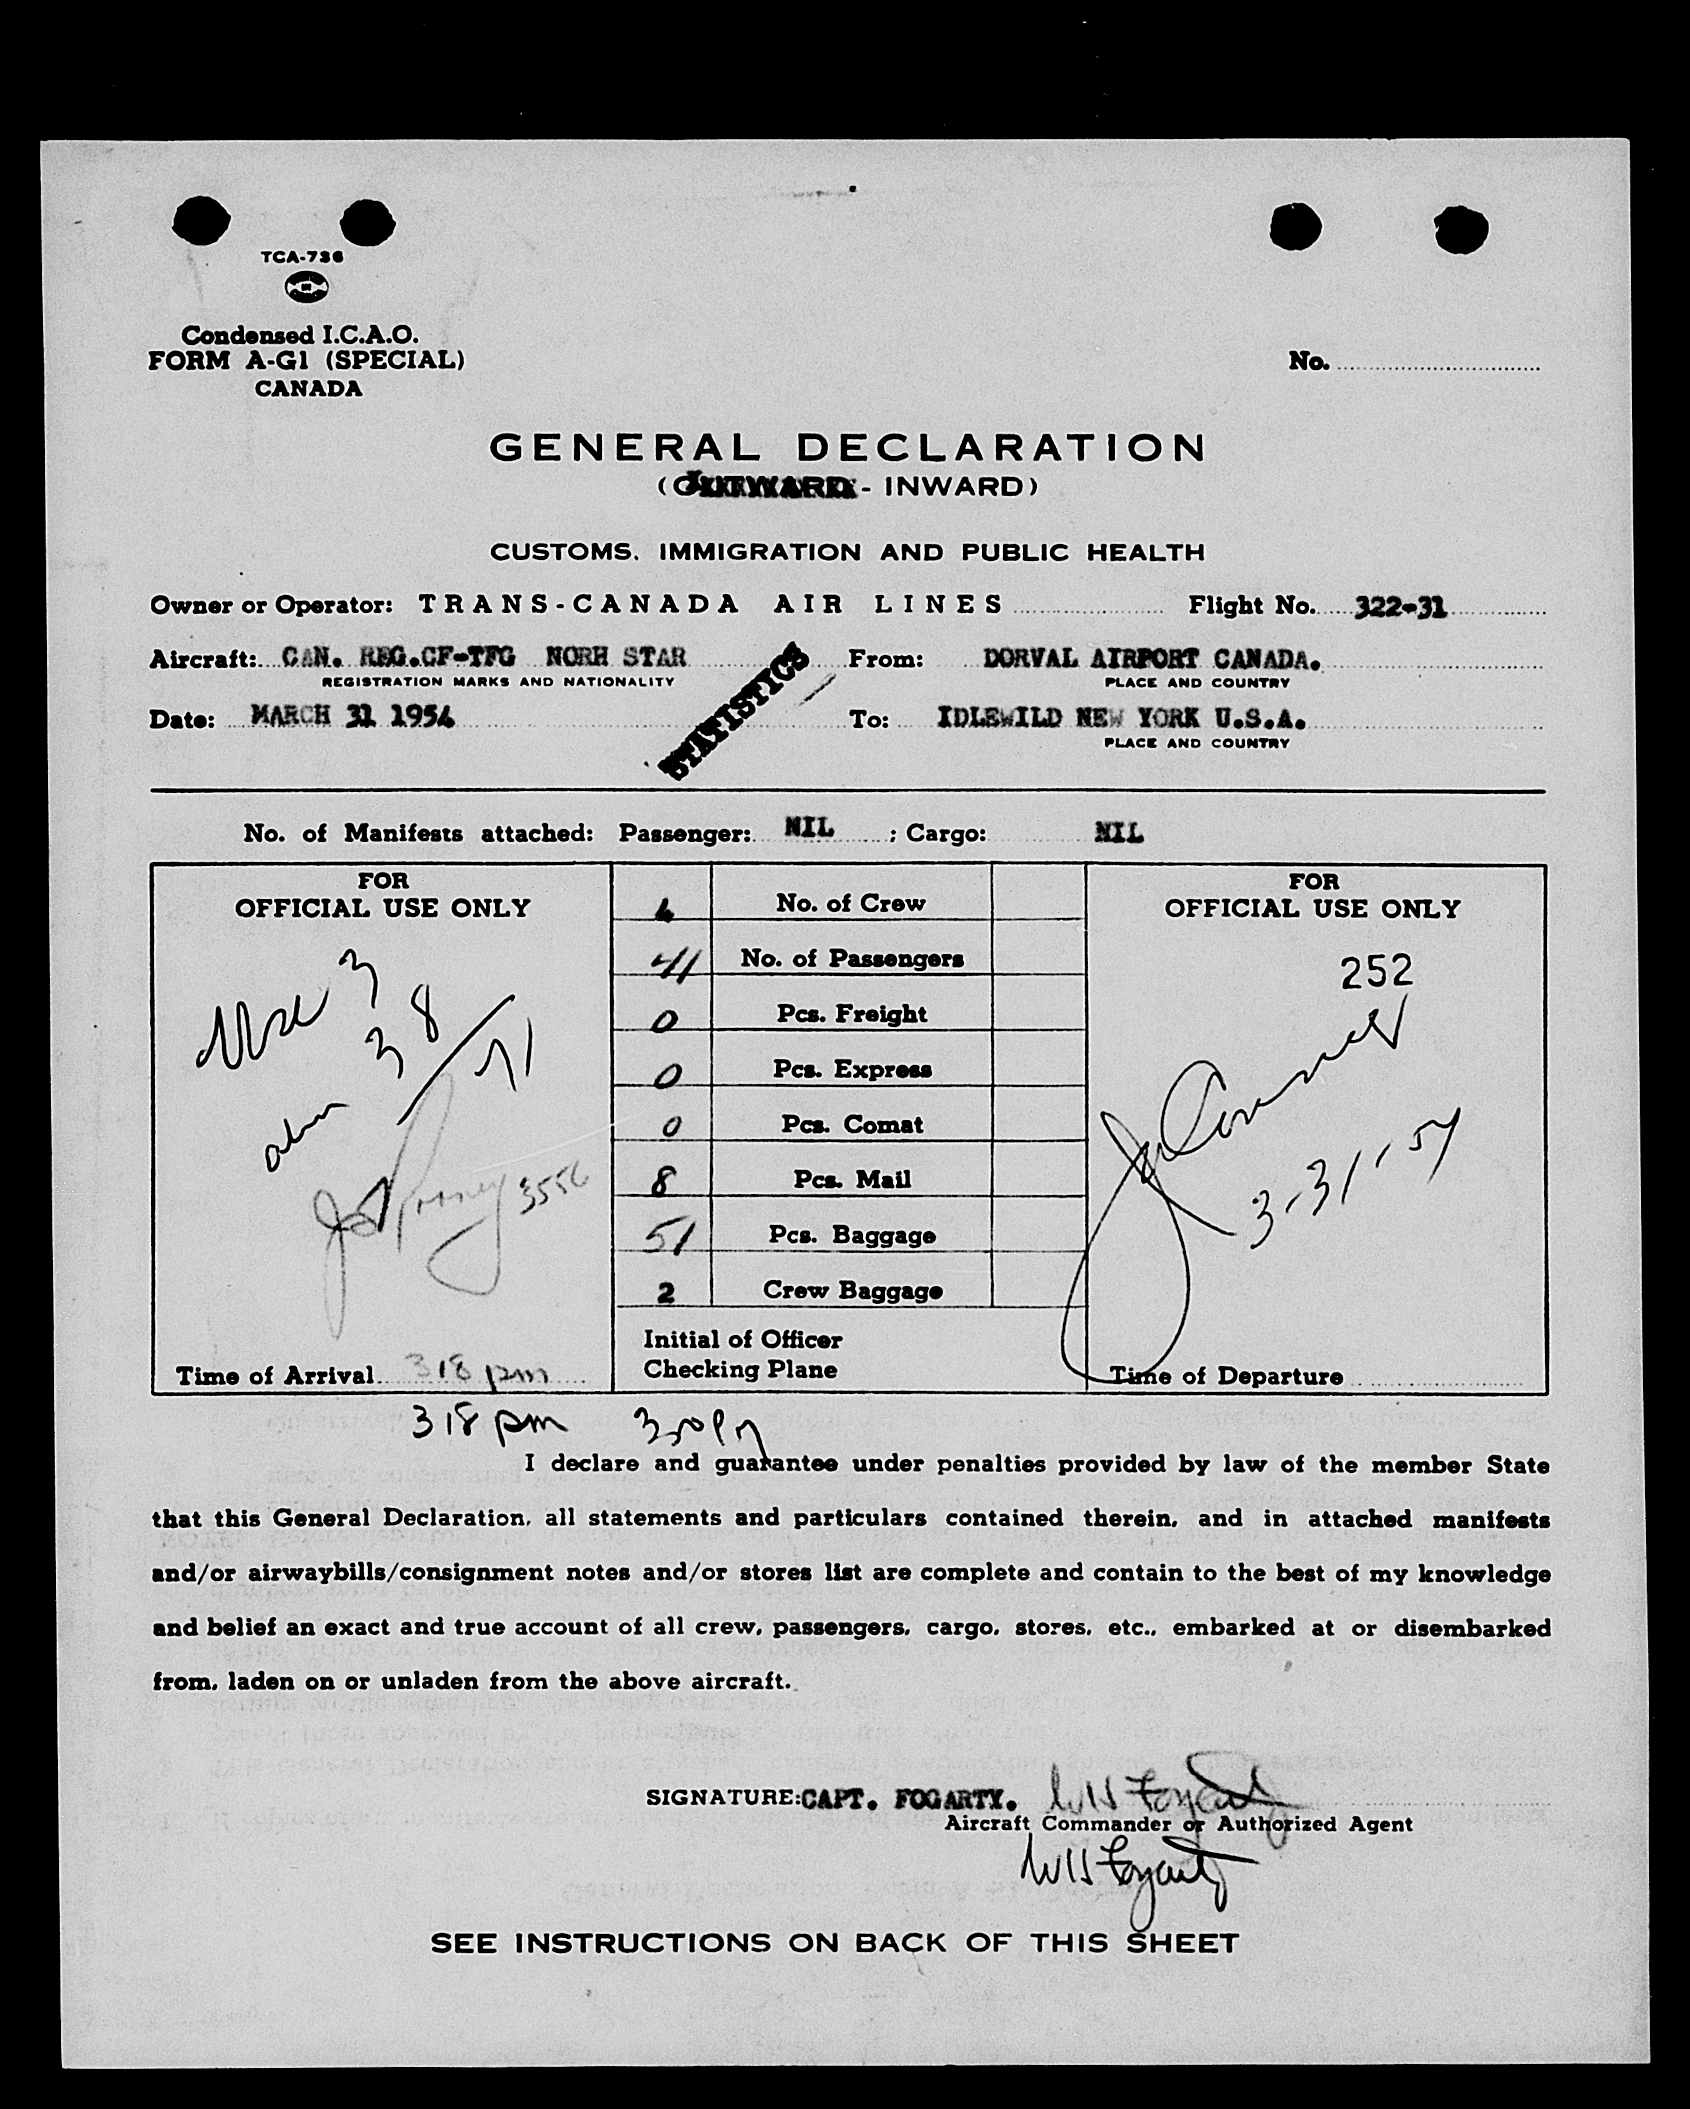 TCA-736
Condensed I.C.A.O.
FORM A-G1 (SPECIAL)
CANADA
No.
GENERAL DECLARATION
(OUTWARD - INWARD)
CUSTOMS, IMMIGRATION AND PUBLIC HEALTH
Owner or Operator: TRANS-CANADA AIR LINES Flight No. 322-31
Aircraft: CAN. REG.CF-TFG NORH STAR From: DORVAL AIRPORT CANADA.
REGISTRATION MARKS AND NATIONALITY PLACE AND COUNTRY
STATISTICS
Date: MARCH 31 1954 To: IDLEWILD NEW YORK U.S.A.
PLACE AND COUNTRY
No. of Manifests attached: Passenger: NIL ; Cargo: NIL
FOR
OFFICIAL USE ONLY
3
38
41
3556
Time of Arrival 318 pm
No. of Crew
41 No. of Passengers
0 Pcs. Freight
0 Pcs. Express
0 Pcs. Comat
8 Pcs. Mail
51 Pcs. Baggage
2 Crew Baggage
Initial of Officer
Checking Plane
FOR
OFFICIAL USE ONLY
252
3-31-54
Time of Departure
318 pm
I declare and guarantee under penalties provided by law of the member State
that this General Declaration, all statements and particulars contained therein, and in attached manifests
and/or airwaybills/consignment notes and/or stores list are complete and contain to the best of my knowledge
and belief an exact and true account of all crew, passengers, cargo, stores, etc., embarked at or disembarked
from, laden on or unladen from the above aircraft.
SIGNATURE: CAPT. FOGARTY. WH Fogarty
Aircraft Commander or Authorized Agent
WH Fogarty
SEE INSTRUCTIONS ON BACK OF THIS SHEET